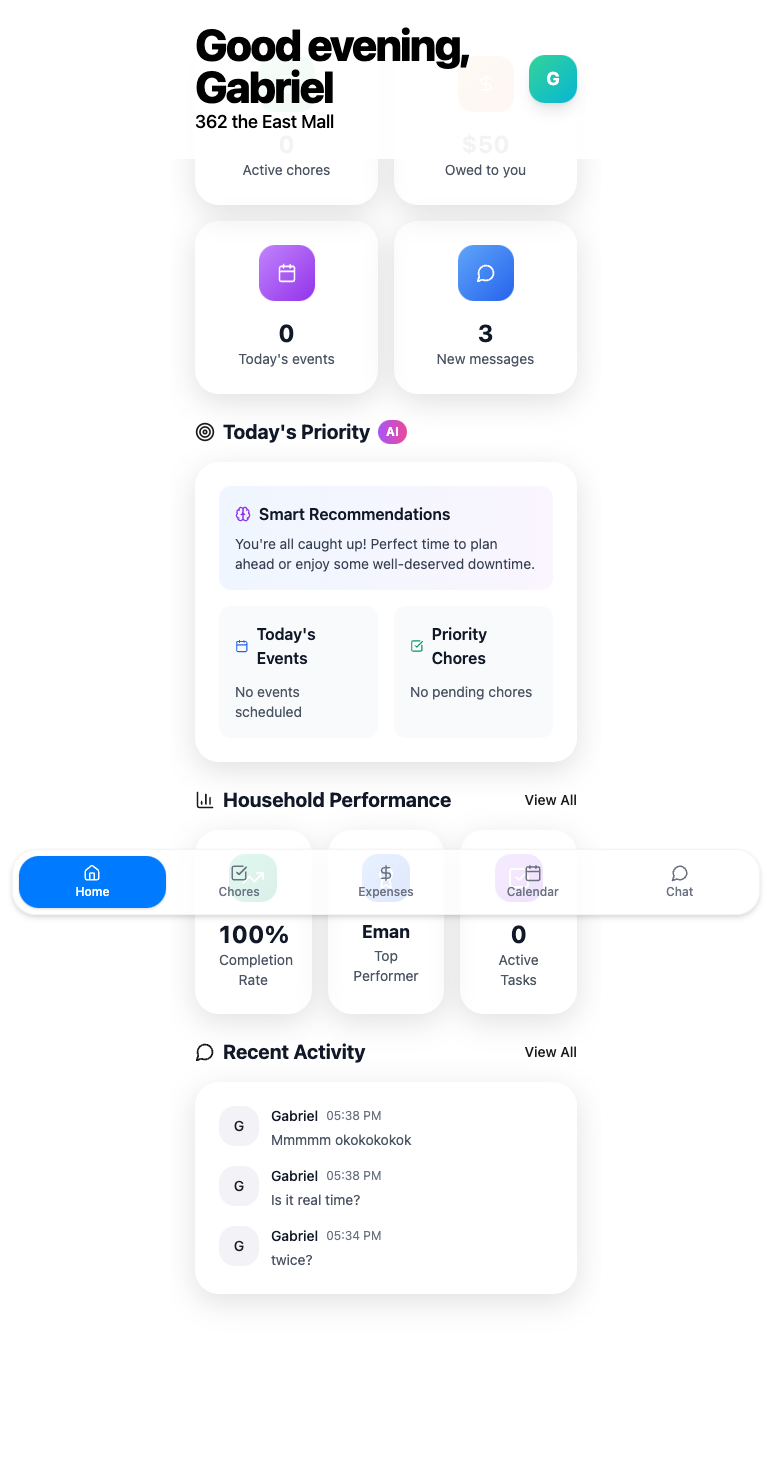 Good evening,
Gabriel
G
362 the East Mall
0
$50
Active chores
Owed to you
0
3
Today's events
New messages
Today's Priority AI
Smart Recommendations
You're all caught up! Perfect time to plan
ahead or enjoy some well-deserved downtime.
Today's
Events
No events
scheduled
Priority
Chores
No pending chores
Household Performance
View All
Home
Chores
Expenses
Calendar
Chat
100%
Completion
Rate
Eman
Top
Performer
0
Active
Tasks
Recent Activity
View All
G
Gabriel 05:38 PM
Mmmmm okokokokok
G
Gabriel 05:38 PM
Is it real time?
G
Gabriel 05:34 PM
twice?